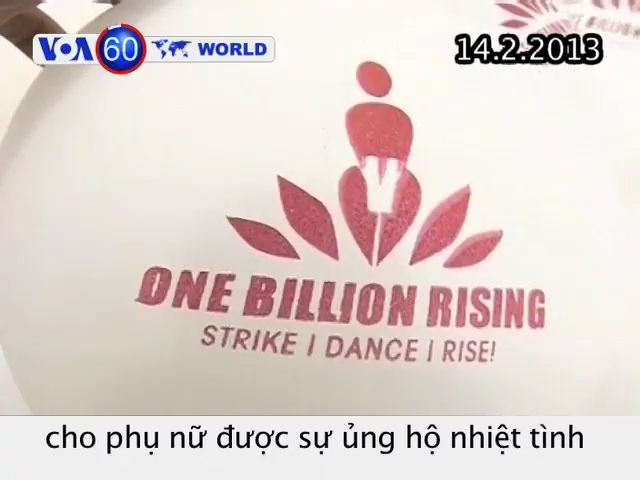 VOA 60 WORLD
14.2.2013
ONE BILLION RISING
STRIKE | DANCE | RISE!
cho phụ nữ được sự ủng hộ nhiệt tình